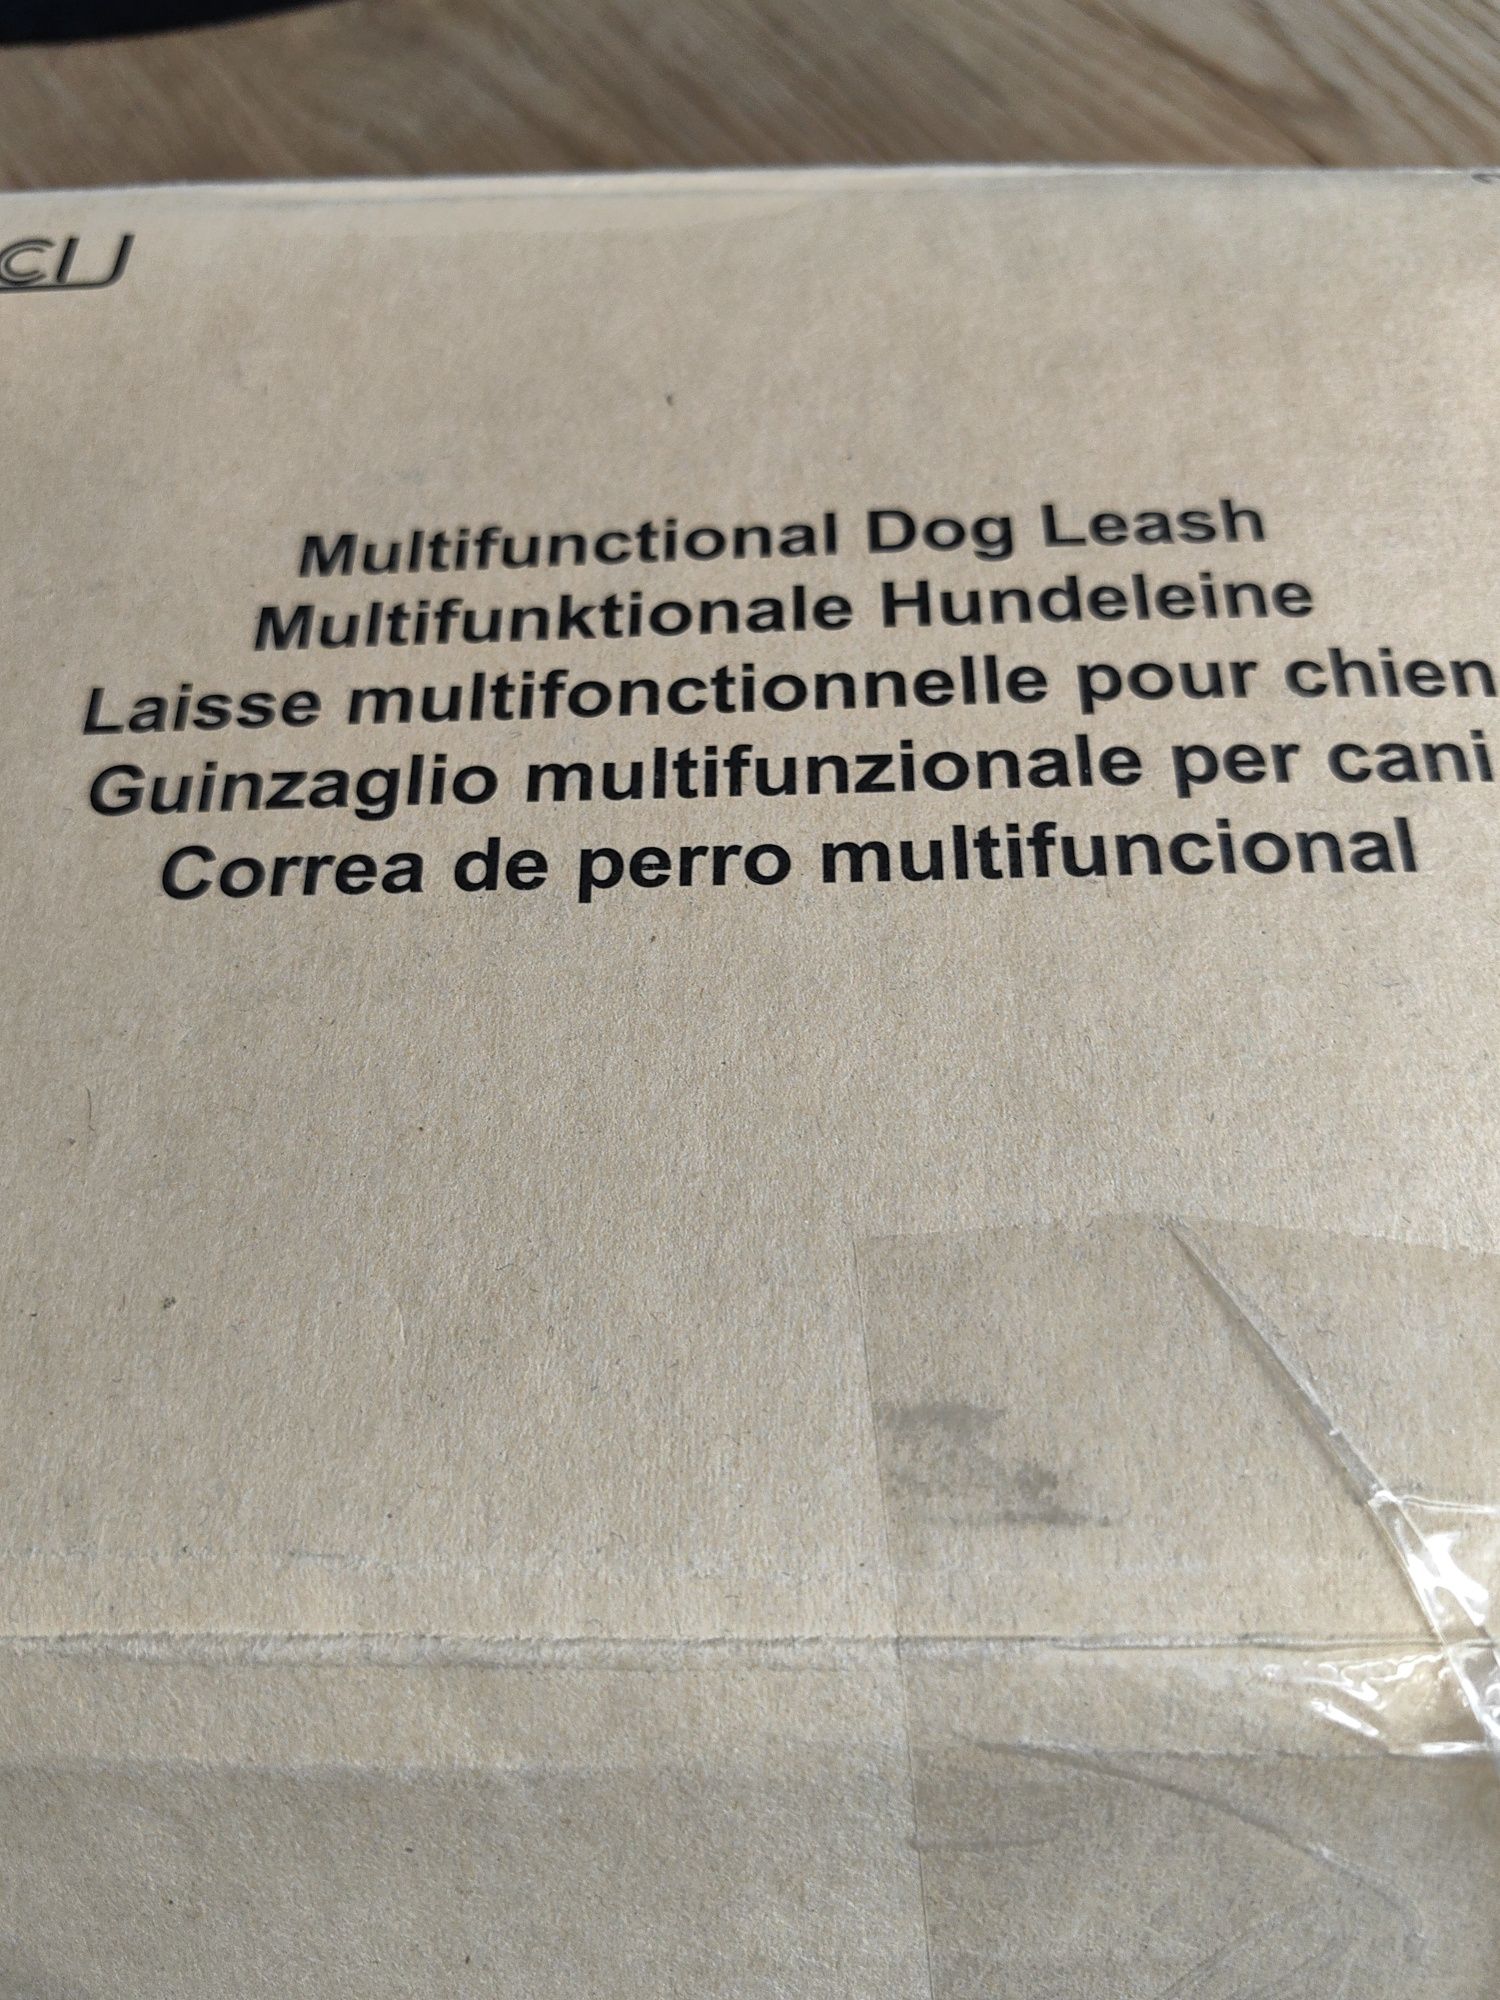 Multifunctional Dog Leash
Multifunktionale Hundeleine
Laisse multifonctionnelle pour chien
Guinzaglio multifunzionale per cani
Correa de perro multifuncional